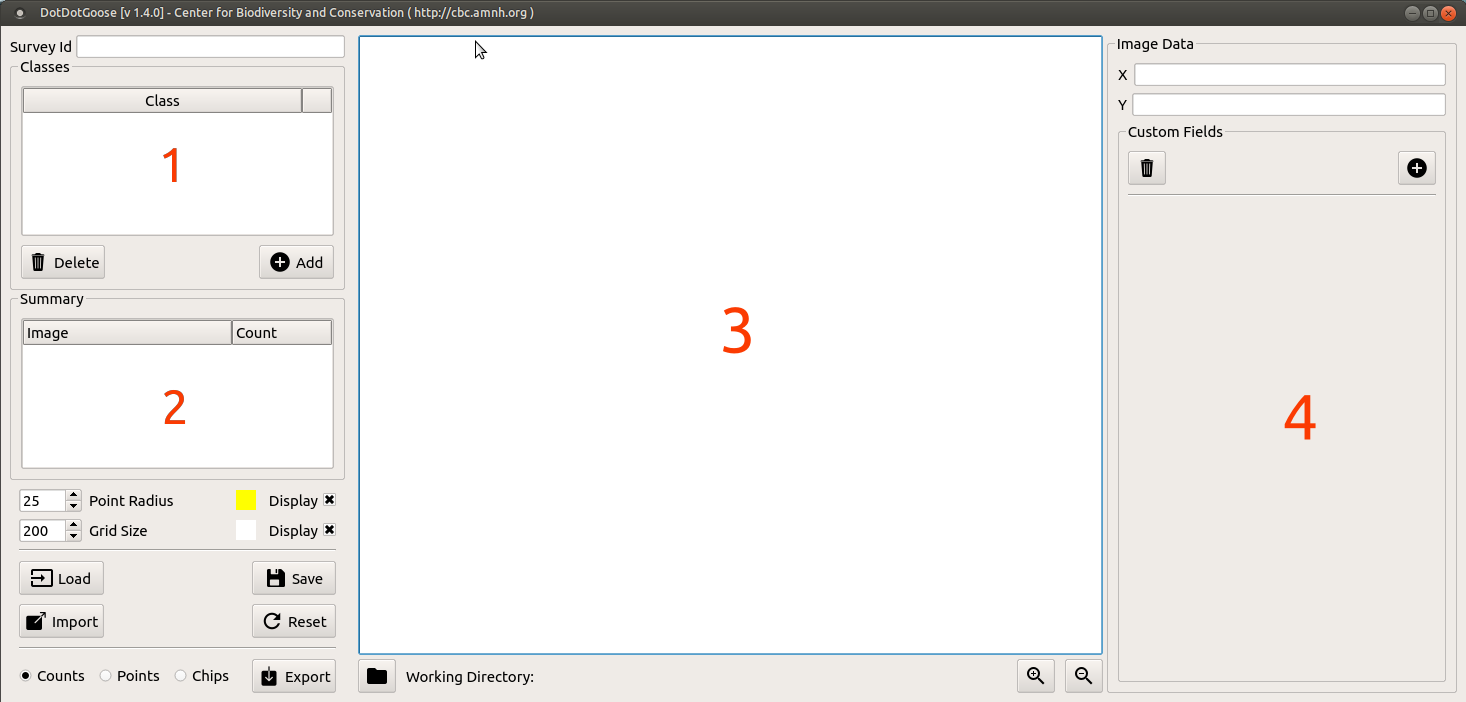 DotDotGoose [v 1.4.0] - Center for Biodiversity and Conservation ( http://cbc.amnh.org )
Survey Id
Classes
Class
1
Delete
Add
Summary
Image Count
2
25 Point Radius Display
200 Grid Size Display
Load Save
Import Reset
Counts Points Chips Export
3
Working Directory:
Image Data
X
Y
Custom Fields
4